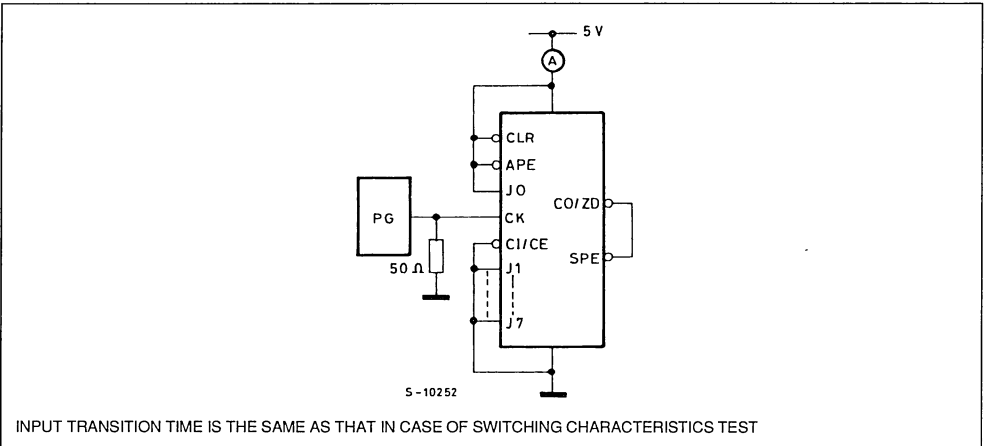 5 V
A
CLR
APE
J0
PG
CK
CO/ZD
CI/CE
SPE
50 Ω
J1
J7
S-10252
INPUT TRANSITION TIME IS THE SAME AS THAT IN CASE OF SWITCHING CHARACTERISTICS TEST